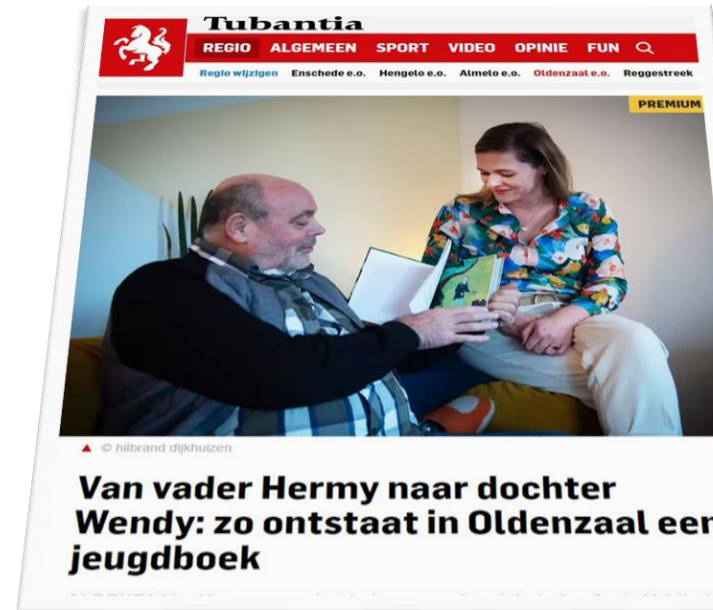 Tubantia
REGIO ALGEMEEN SPORT VIDEO OPINIE FUN
Regio wijzigen Enschede e.o. Hengelo e.o. Almelo e.o. Oldenzaal e.o. Reggestreek
PREMIUM
© hilbrand dijkhuizen
Van vader Hermy naar dochter
Wendy: zo ontstaat in Oldenzaal een
jeugdboek